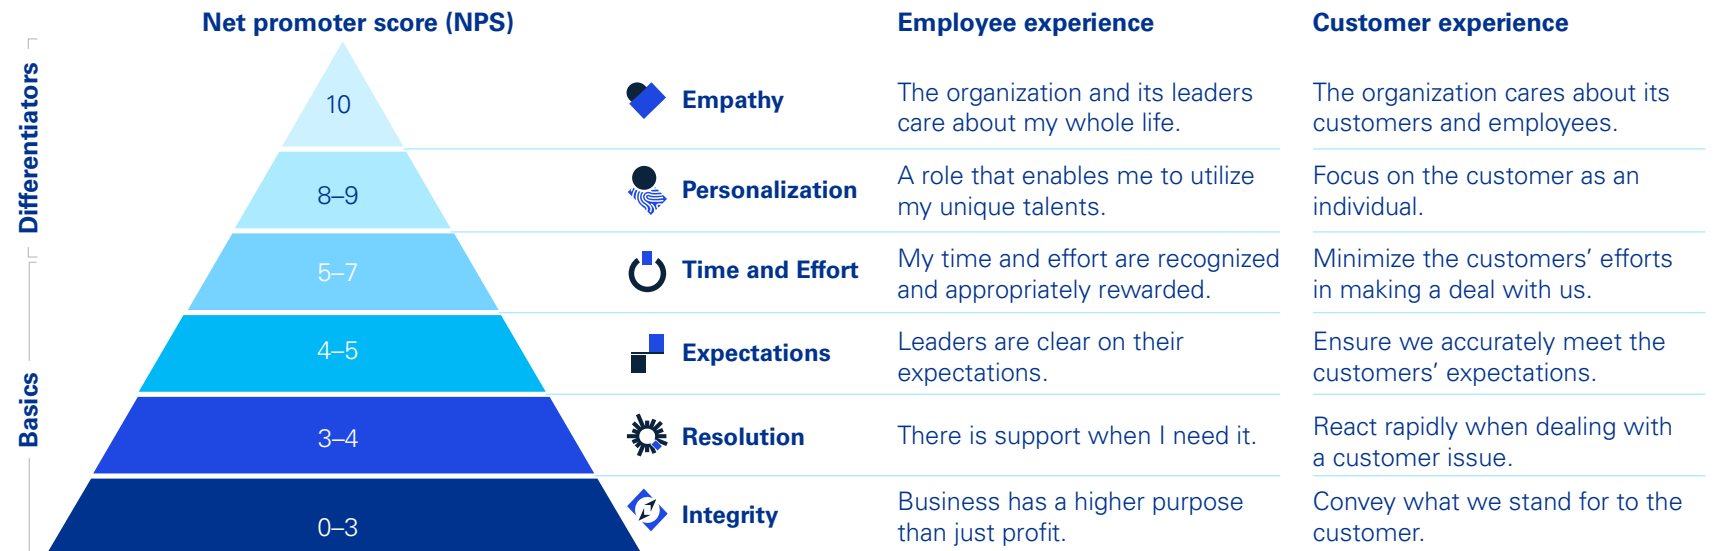 Net promoter score (NPS)
Employee experience
Customer experience
Differentiators
10
Empathy
The organization and its leaders
care about my whole life.
The organization cares about its
customers and employees.
8–9
Personalization
A role that enables me to utilize
my unique talents.
Focus on the customer as an
individual.
5–7
Time and Effort
My time and effort are recognized
and appropriately rewarded.
Minimize the customers’ efforts
in making a deal with us.
Basics
4–5
Expectations
Leaders are clear on their
expectations.
Ensure we accurately meet the
customers’ expectations.
3–4
Resolution
There is support when I need it.
React rapidly when dealing with
a customer issue.
0–3
Integrity
Business has a higher purpose
than just profit.
Convey what we stand for to the
customer.